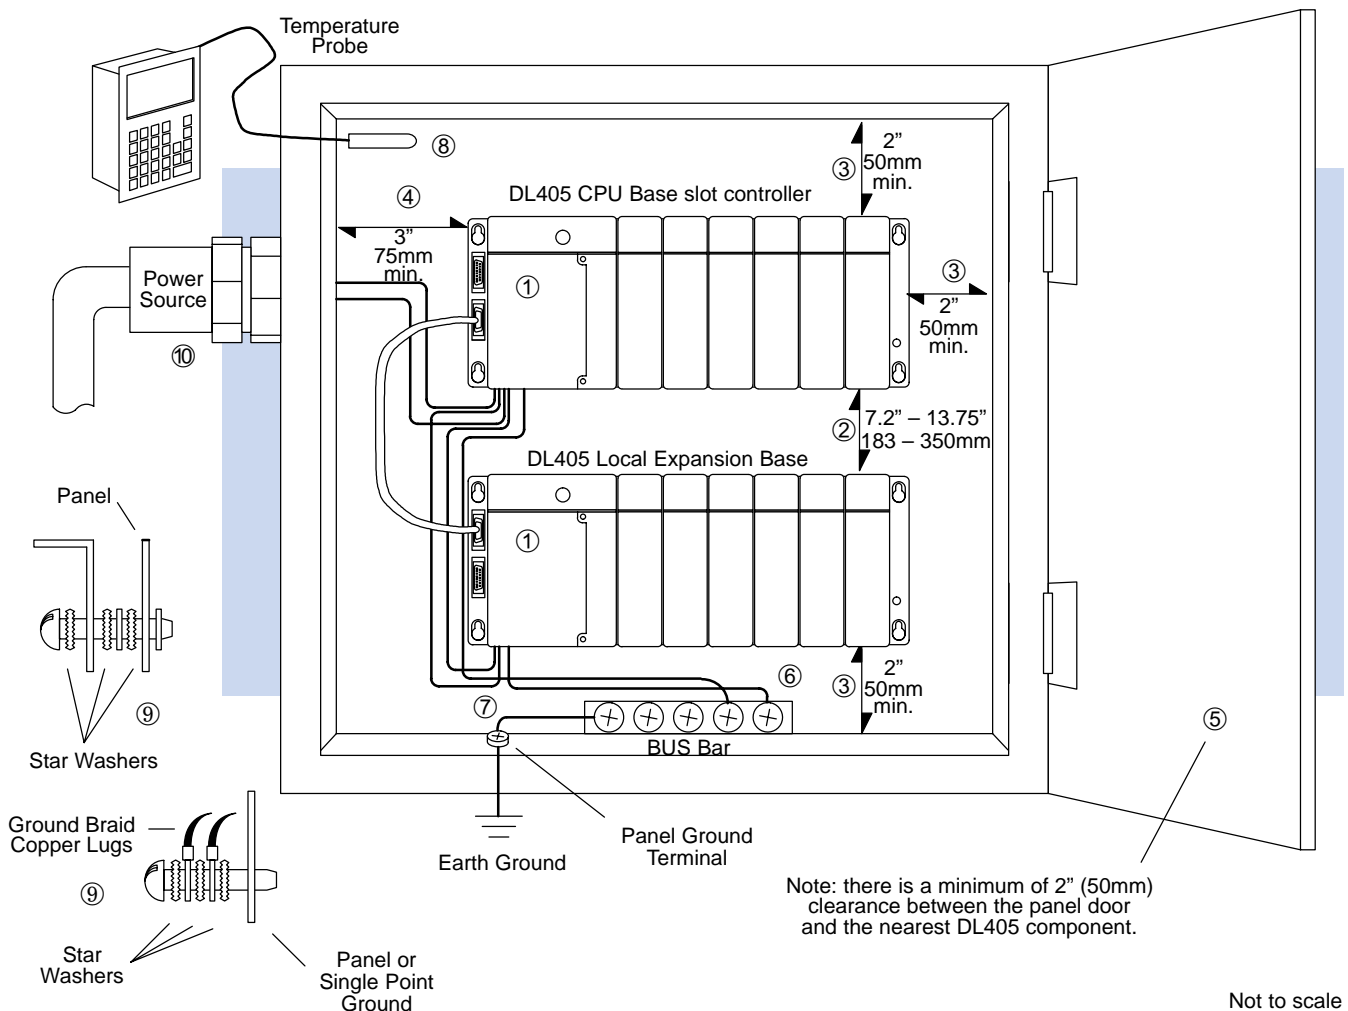 Temperature
Probe
⑧
③
2”
50mm
min.
④
3”
75mm
min.
DL405 CPU Base slot controller
①
③
2”
50mm
min.
Power
Source
⑩
②
7.2” – 13.75”
183 – 350mm
DL405 Local Expansion Base
①
Panel
⑨
Star Washers
⑥
③
2”
50mm
min.
⑦
BUS Bar
⑤
Ground Braid
Copper Lugs
⑨
Star
Washers
Panel or
Single Point
Ground
Earth Ground
Panel Ground
Terminal
Note: there is a minimum of 2” (50mm)
clearance between the panel door
and the nearest DL405 component.
Not to scale